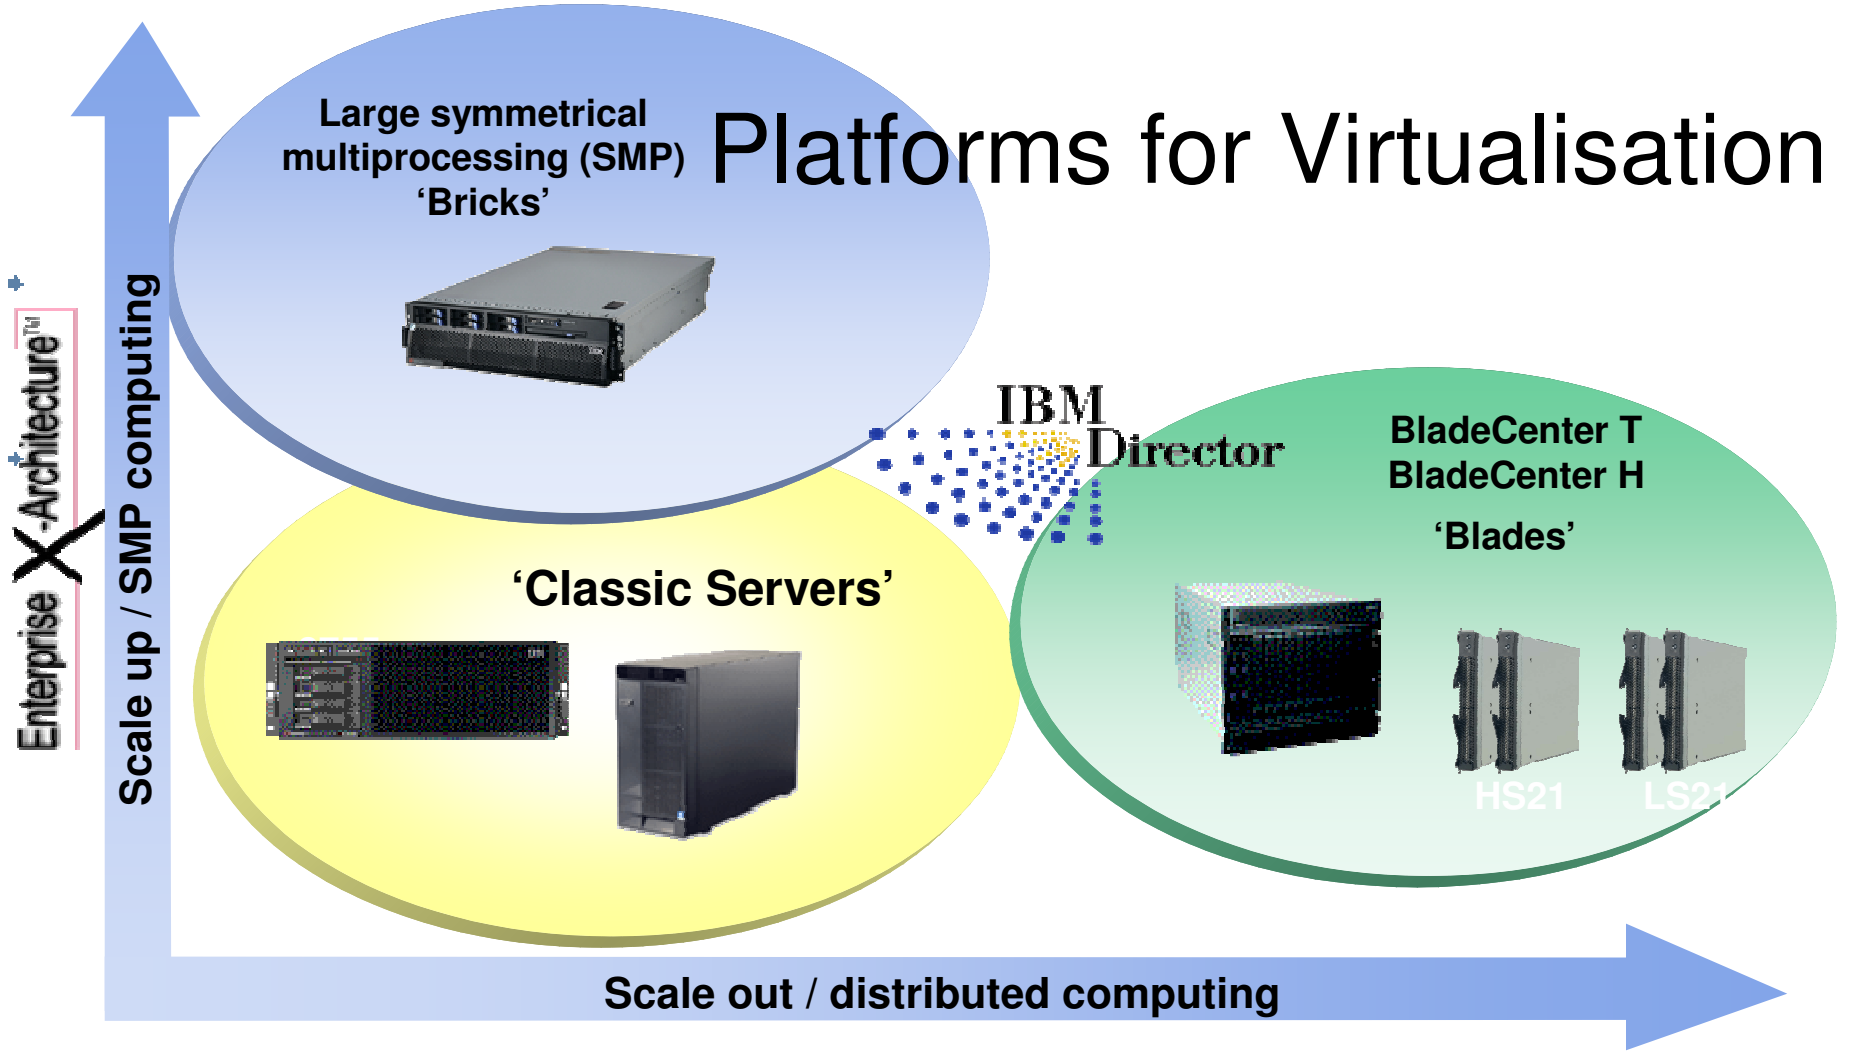 Platforms for Virtualisation
Large symmetrical
multiprocessing (SMP)
‘Bricks’
IBM
Director
BladeCenter T
BladeCenter H
‘Blades’
‘Classic Servers’
HS21
LS21
Enterprise X-Architecture™
Scale up / SMP computing
Scale out / distributed computing